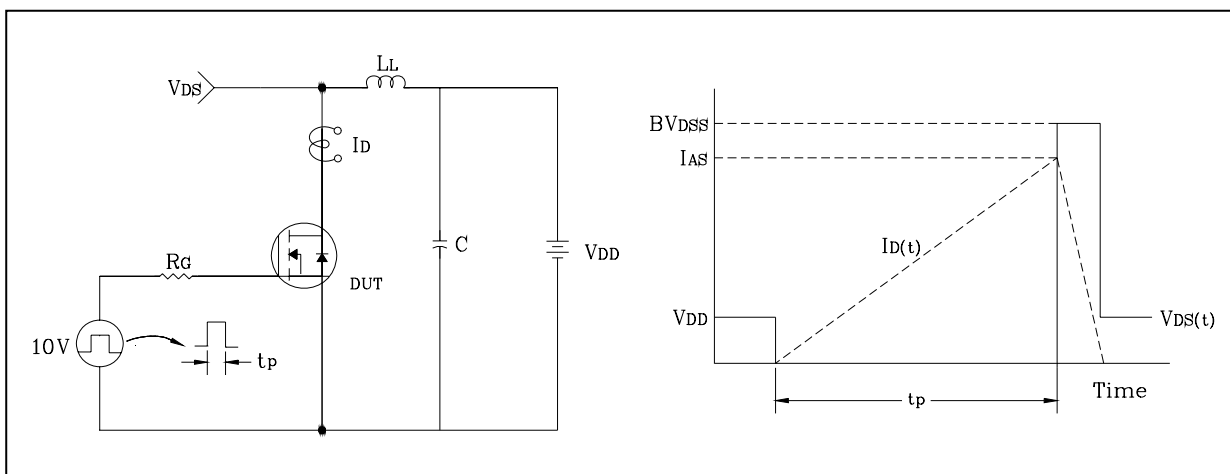 LL
VDS
ID
RG
DUT
C
VDD
10V
tp
BVDSS
IAS
ID(t)
VDD
VDS(t)
Time
tp